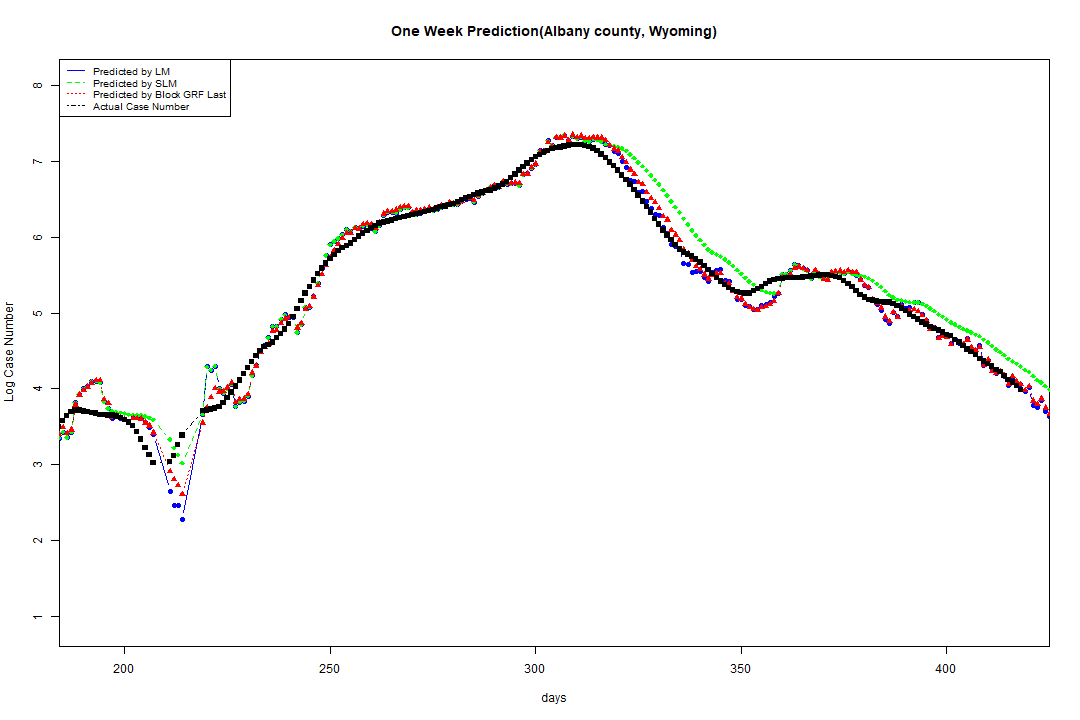 One Week Prediction(Albany county, Wyoming)
Predicted by LM
Predicted by SLM
Predicted by Block GRF Last
Actual Case Number
8
7
6
5
4
3
2
1
Log Case Number
200 250 300 350 400
days